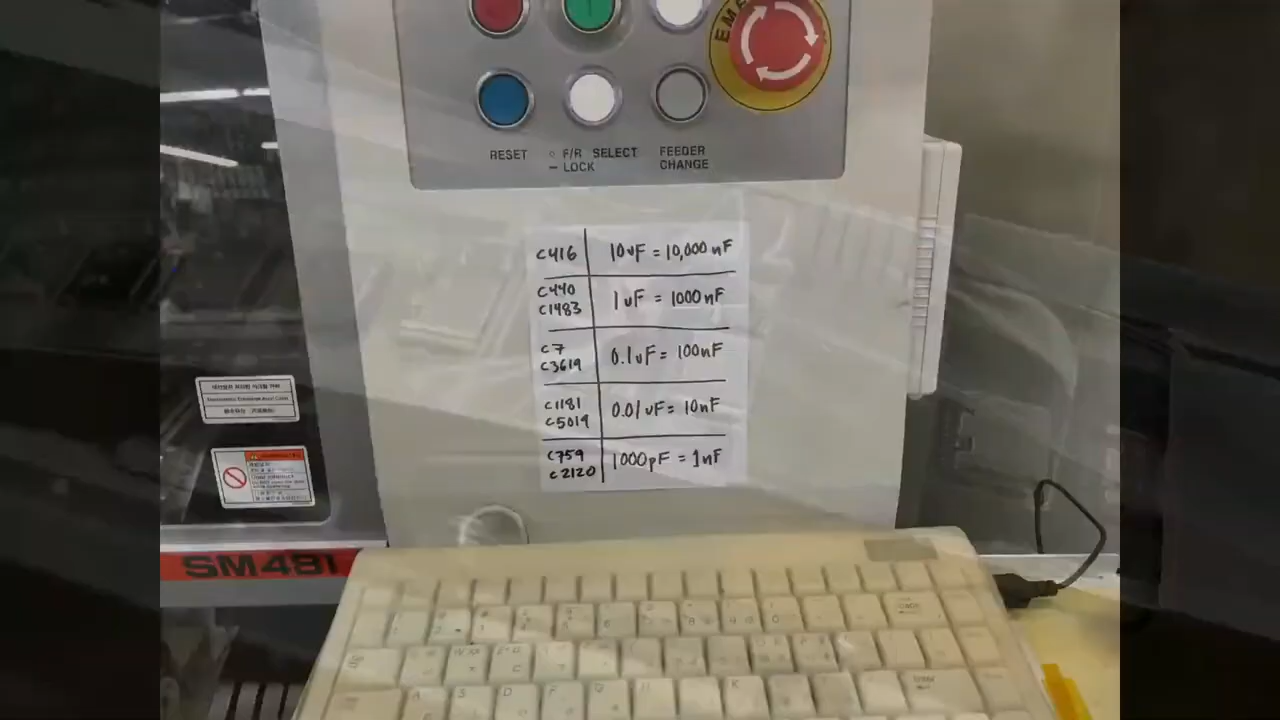 EME
RESET
○ F/R SELECT
— LOCK
FEEDER
CHANGE
C416 10uF = 10,000 nF
C440
C1483
1uF = 1000nF
C7
C3619
0.1uF = 100nF
C1181
C5019
0.01uF = 10nF
C759
C2120
1000pF = 1nF
SM481